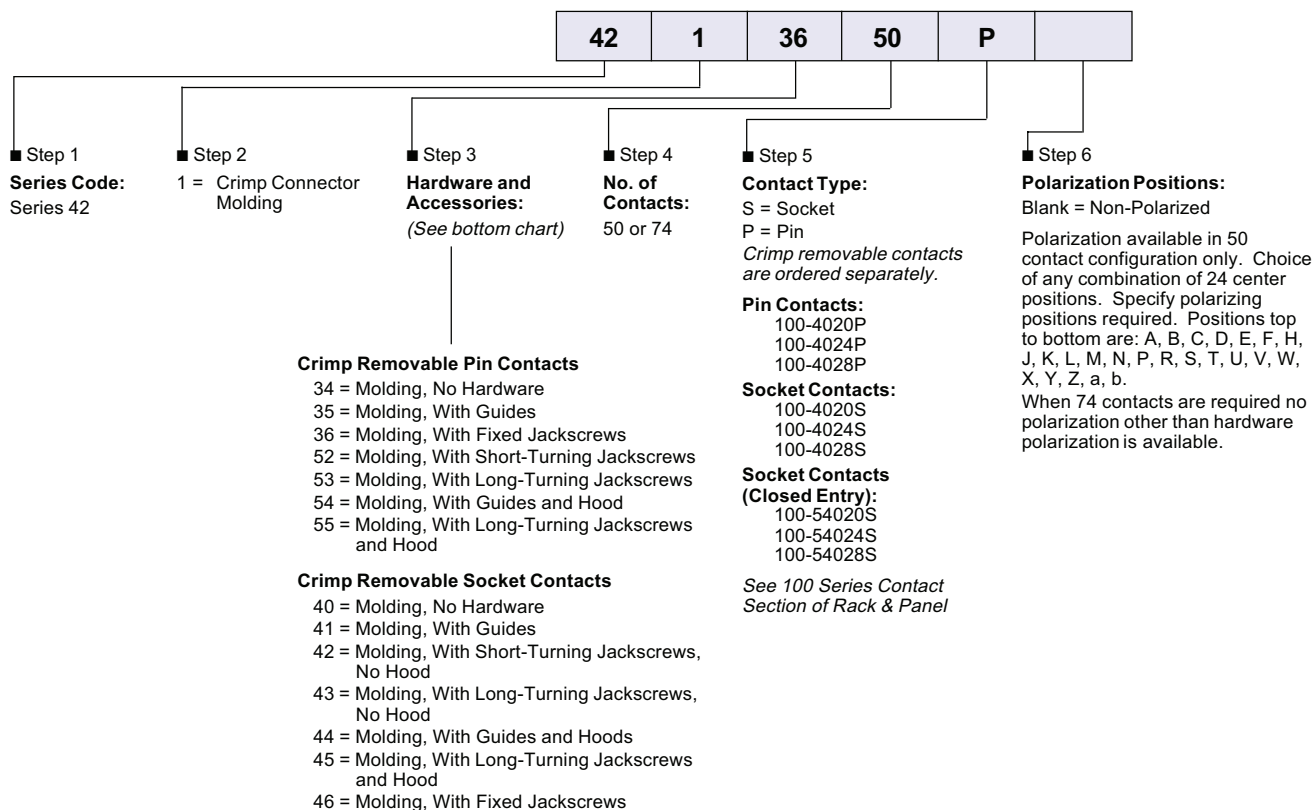 42 1 36 50 P
■ Step 1
Series Code:
Series 42
■ Step 2
1 = Crimp Connector
Molding
■ Step 3
Hardware and
Accessories:
(See bottom chart)
■ Step 4
No. of
Contacts:
50 or 74
■ Step 5
Contact Type:
S = Socket
P = Pin
Crimp removable contacts
are ordered separately.
Pin Contacts:
100-4020P
100-4024P
100-4028P
Socket Contacts:
100-4020S
100-4024S
100-4028S
Socket Contacts
(Closed Entry):
100-54020S
100-54024S
100-54028S
See 100 Series Contact
Section of Rack & Panel
■ Step 6
Polarization Positions:
Blank = Non-Polarized
Polarization available in 50
contact configuration only. Choice
of any combination of 24 center
positions. Specify polarizing
positions required. Positions top
to bottom are: A, B, C, D, E, F, H,
J, K, L, M, N, P, R, S, T, U, V, W,
X, Y, Z, a, b.
When 74 contacts are required no
polarization other than hardware
polarization is available.
Crimp Removable Pin Contacts
34 = Molding, No Hardware
35 = Molding, With Guides
36 = Molding, With Fixed Jackscrews
52 = Molding, With Short-Turning Jackscrews
53 = Molding, With Long-Turning Jackscrews
54 = Molding, With Guides and Hood
55 = Molding, With Long-Turning Jackscrews
and Hood
Crimp Removable Socket Contacts
40 = Molding, No Hardware
41 = Molding, With Guides
42 = Molding, With Short-Turning Jackscrews,
No Hood
43 = Molding, With Long-Turning Jackscrews,
No Hood
44 = Molding, With Guides and Hoods
45 = Molding, With Long-Turning Jackscrews
and Hood
46 = Molding, With Fixed Jackscrews